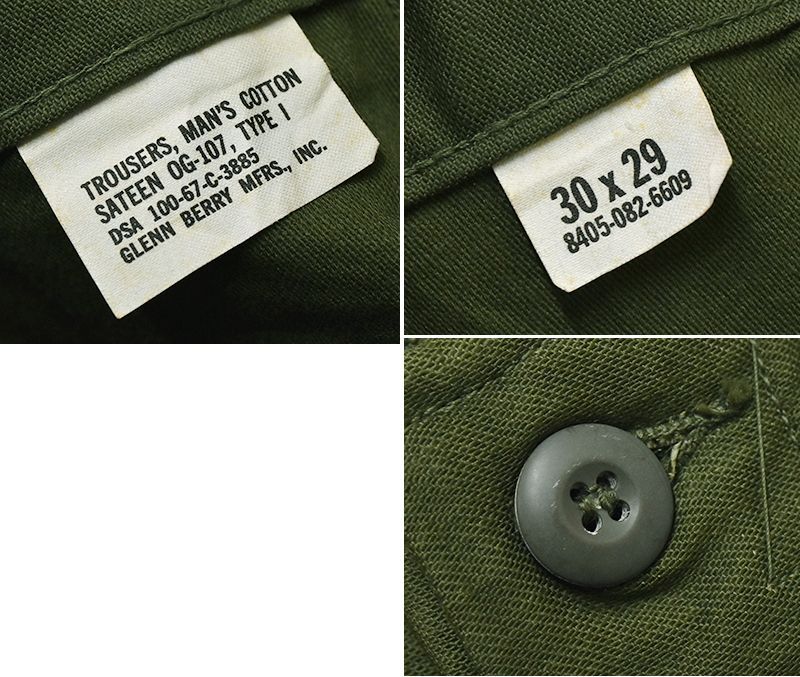 TROUSERS, MAN'S COTTON
SATEEN OG-107, TYPE I
DSA 100-67-C-3885
GLENN BERRY MFRS., INC.
30 x 29
8405-082-6609